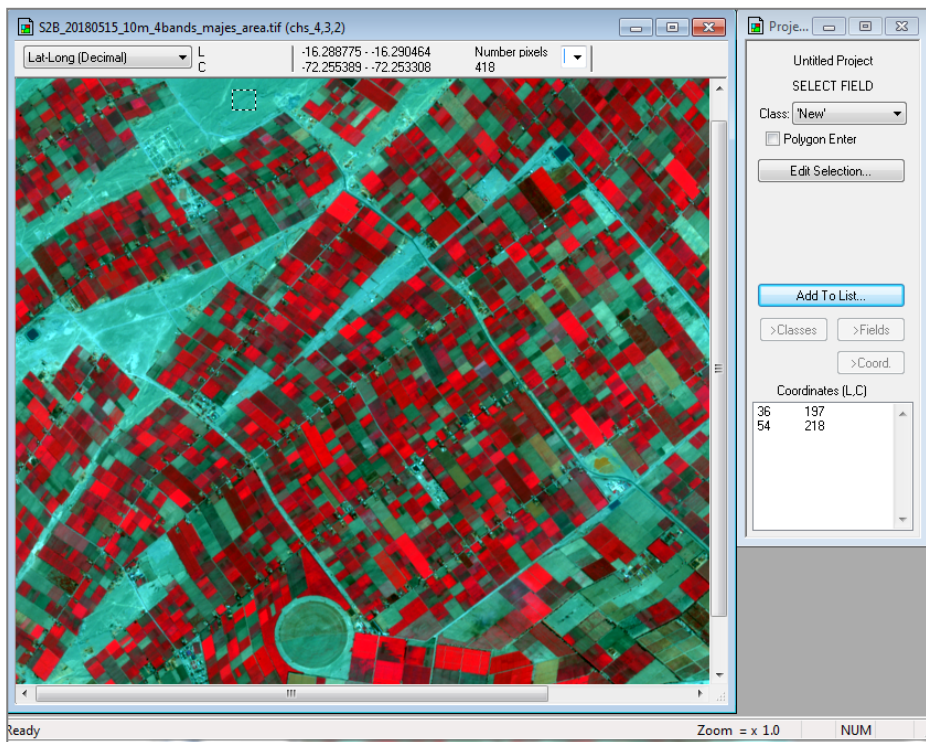 S2B_20180515_10m_4bands_majes_area.tif (chs_4,3,2)
Lat-Long (Decimal)
L
C
-16.288775 - -16.290464
-72.255389 - -72.253308
Number pixels
418
Proje...
Untitled Project
SELECT FIELD
Class: 'New'
Polygon Enter
Edit Selection...
Add To List...
>Classes >Fields
>Coord.
Coordinates (L,C)
36 197
54 218
Ready Zoom = x 1.0 NUM